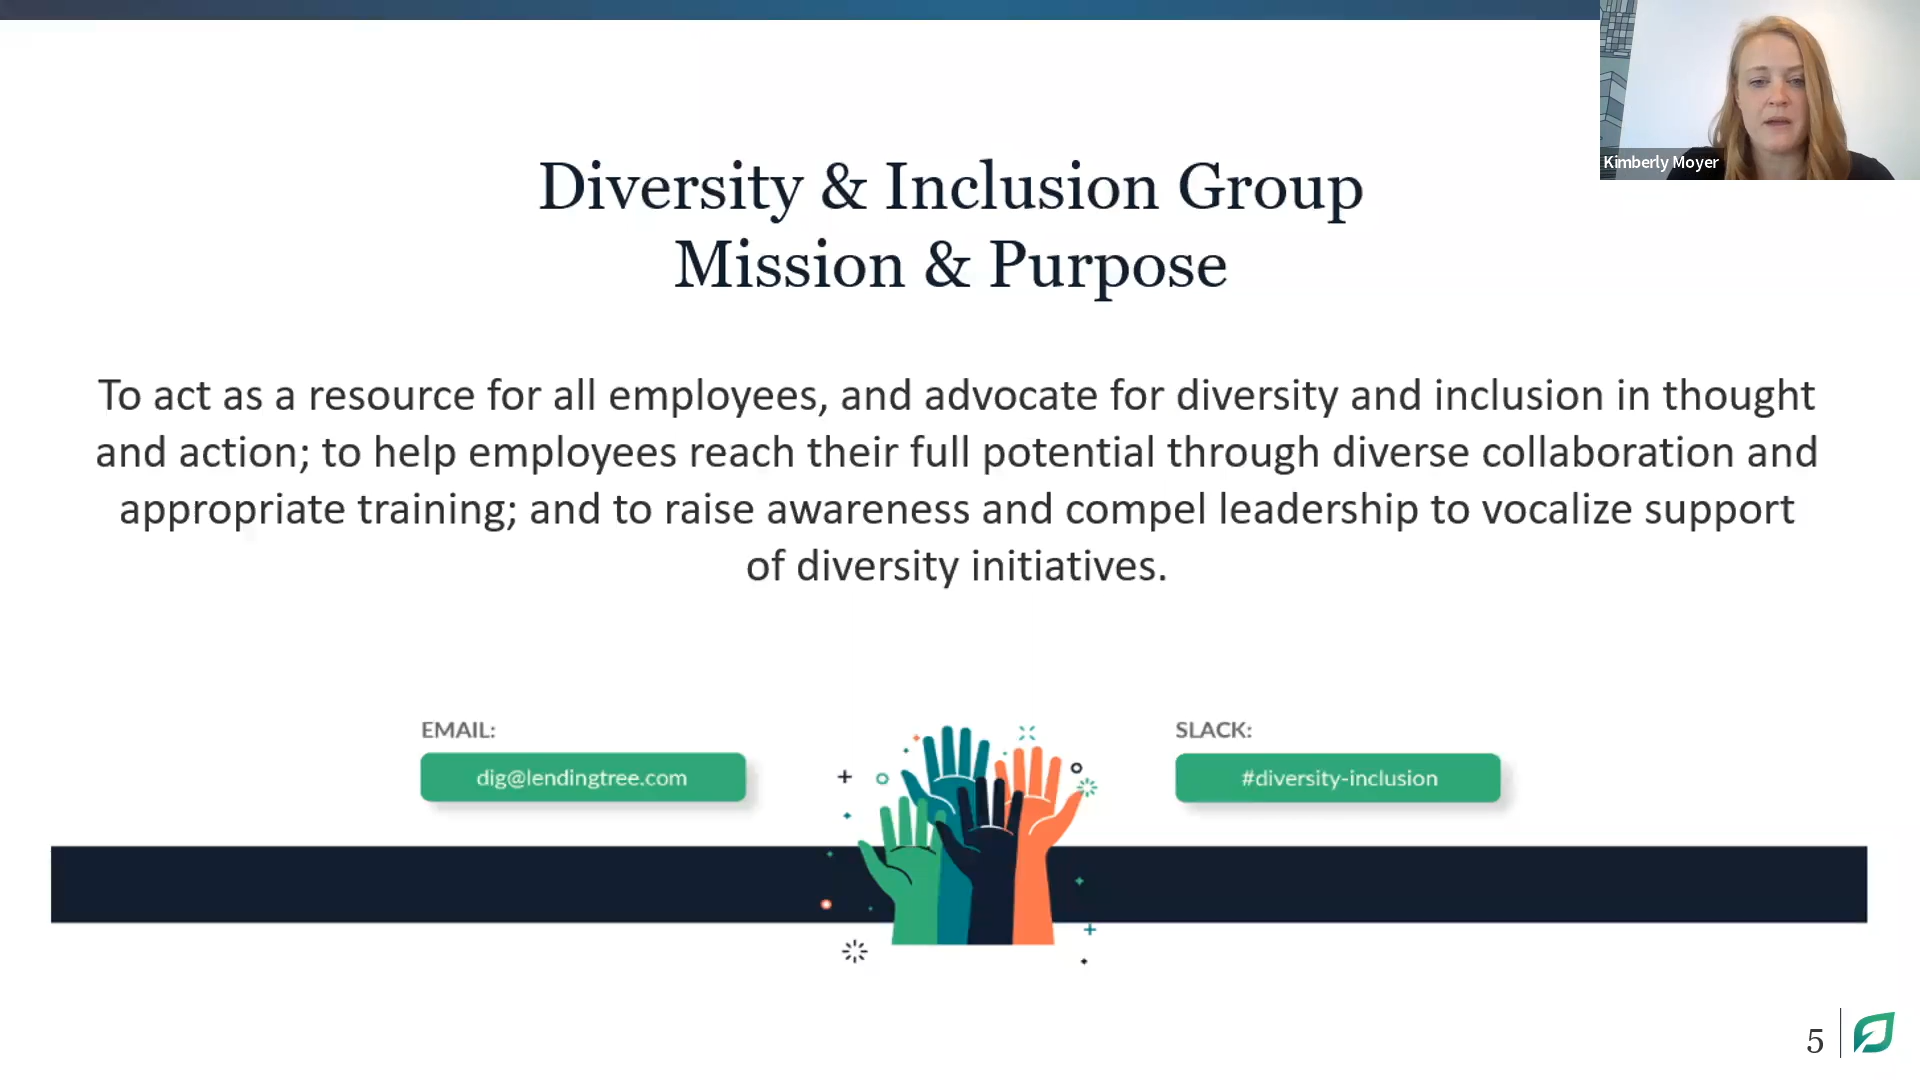 Kimberly Moyer
Diversity & Inclusion Group
Mission & Purpose
To act as a resource for all employees, and advocate for diversity and inclusion in thought
and action; to help employees reach their full potential through diverse collaboration and
appropriate training; and to raise awareness and compel leadership to vocalize support
of diversity initiatives.
EMAIL:
dig@lendingtree.com
SLACK:
#diversity-inclusion
5